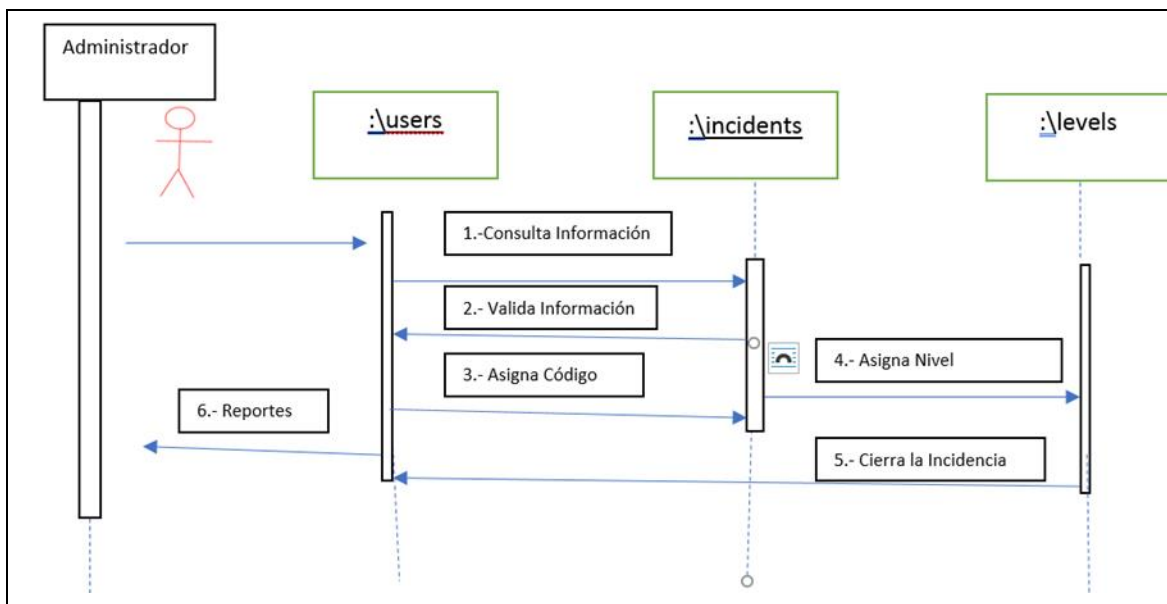 Administrador
:\users
:\incidents
:\levels
1.-Consulta Información
2.- Valida Información
3.- Asigna Código
4.- Asigna Nivel
6.- Reportes
5.- Cierra la Incidencia